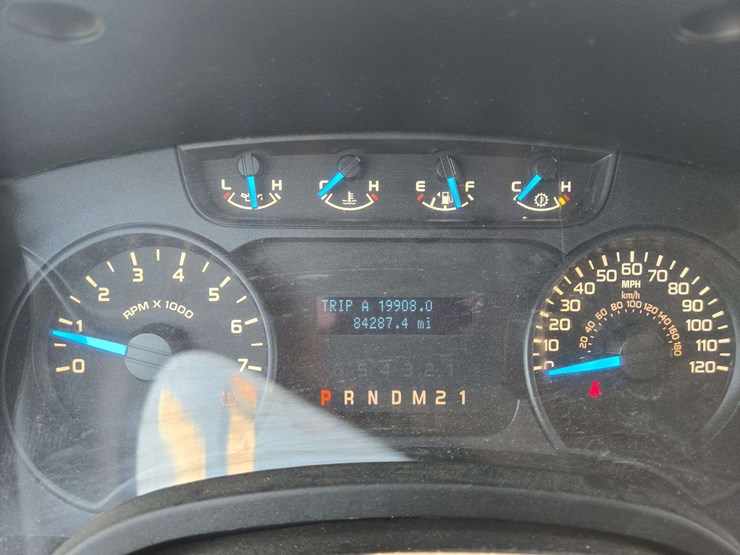 L H
C H
E F
C H
0 1 2 3 4 5 6 7
RPM X 1000
TRIP A 19908.0
84287.4 mi
6 5 4 3 2 1
P R N D M 2 1
0 10 20 30 40 50 60 70 80 90 100 110 120
MPH
km/h
20 40 60 80 100 120 140 160 180